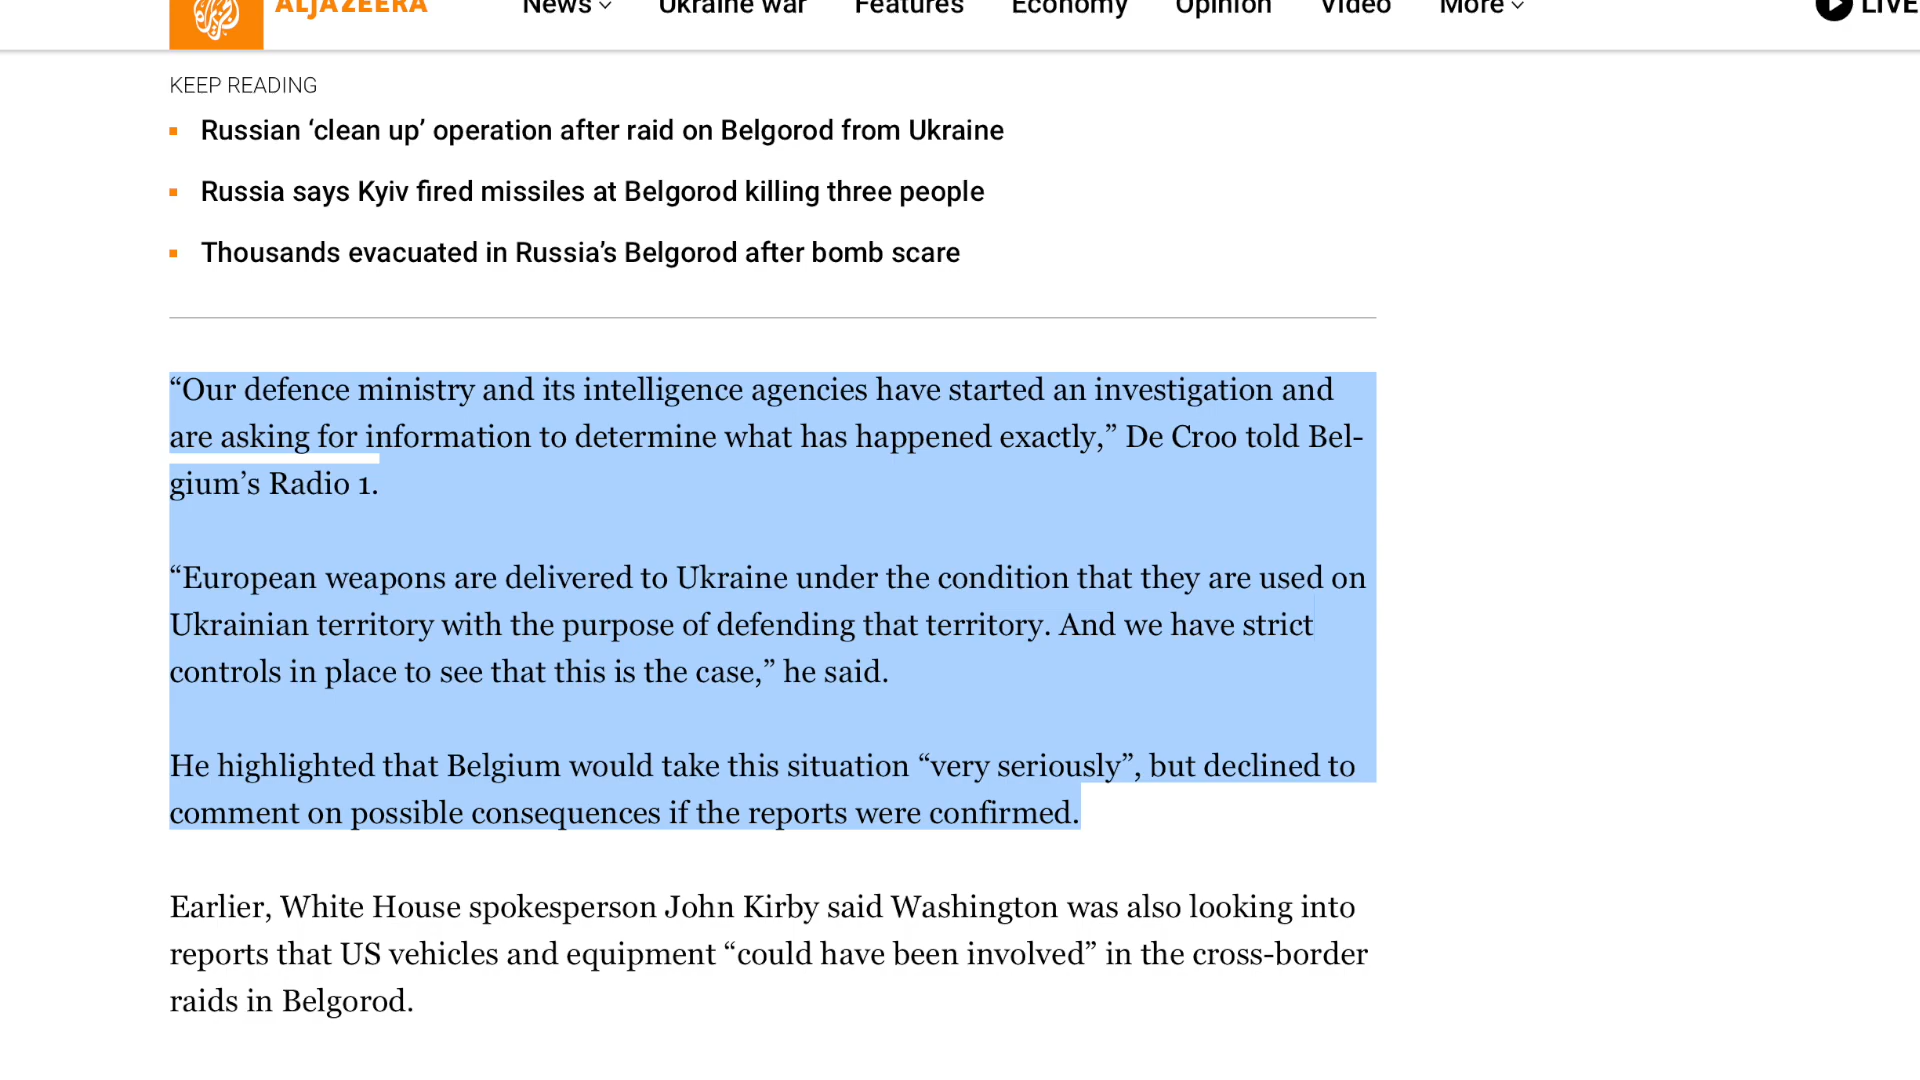 ALJAZEERA
News
Ukraine war
Features
Economy
Opinion
Video
More
LIVE
KEEP READING
Russian ‘clean up’ operation after raid on Belgorod from Ukraine
Russia says Kyiv fired missiles at Belgorod killing three people
Thousands evacuated in Russia’s Belgorod after bomb scare
“Our defence ministry and its intelligence agencies have started an investigation and
are asking for information to determine what has happened exactly,” De Croo told Bel-
gium’s Radio 1.
“European weapons are delivered to Ukraine under the condition that they are used on
Ukrainian territory with the purpose of defending that territory. And we have strict
controls in place to see that this is the case,” he said.
He highlighted that Belgium would take this situation “very seriously”, but declined to
comment on possible consequences if the reports were confirmed.
Earlier, White House spokesperson John Kirby said Washington was also looking into
reports that US vehicles and equipment “could have been involved” in the cross-border
raids in Belgorod.